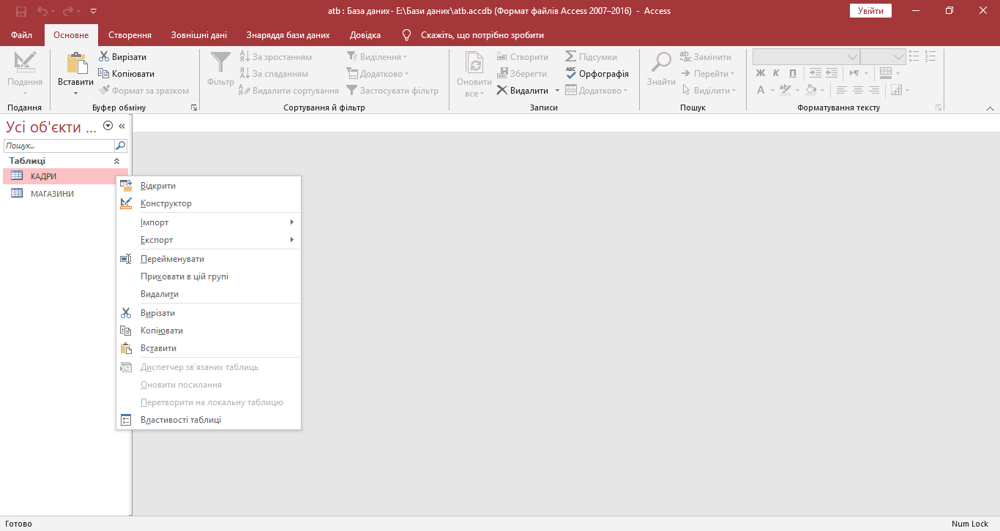 atb : База даних- E:\Бази даних\atb.accdb (Формат файлів Access 2007–2016) - Access
Увійти
Файл Основне Створення Зовнішні дані Знаряддя бази даних Довідка Скажіть, що потрібно зробити
Подання
Подання
Вставити
Вирізати
Копіювати
Формат за зразком
Буфер обміну
Фільтр
За зростанням
За спаданням
Видалити сортування
Виділення
Додатково
Застосувати фільтр
Сортування й фільтр
Оновити
все
Створити
Зберегти
Видалити
Підсумки
Орфографія
Додатково
Записи
Знайти
Замінити
Перейти
Виділити
Пошук
Ж К П
А
Форматування тексту
Усі об'єкти ...
Пошук...
Таблиці
КАДРИ
МАГАЗИНИ
Відкрити
Конструктор
Імпорт
Експорт
Перейменувати
Приховати в цій групі
Видалити
Вирізати
Копіювати
Вставити
Диспетчер зв'язаних таблиць
Оновити посилання
Перетворити на локальну таблицю
Властивості таблиці
Готово
Num Lock